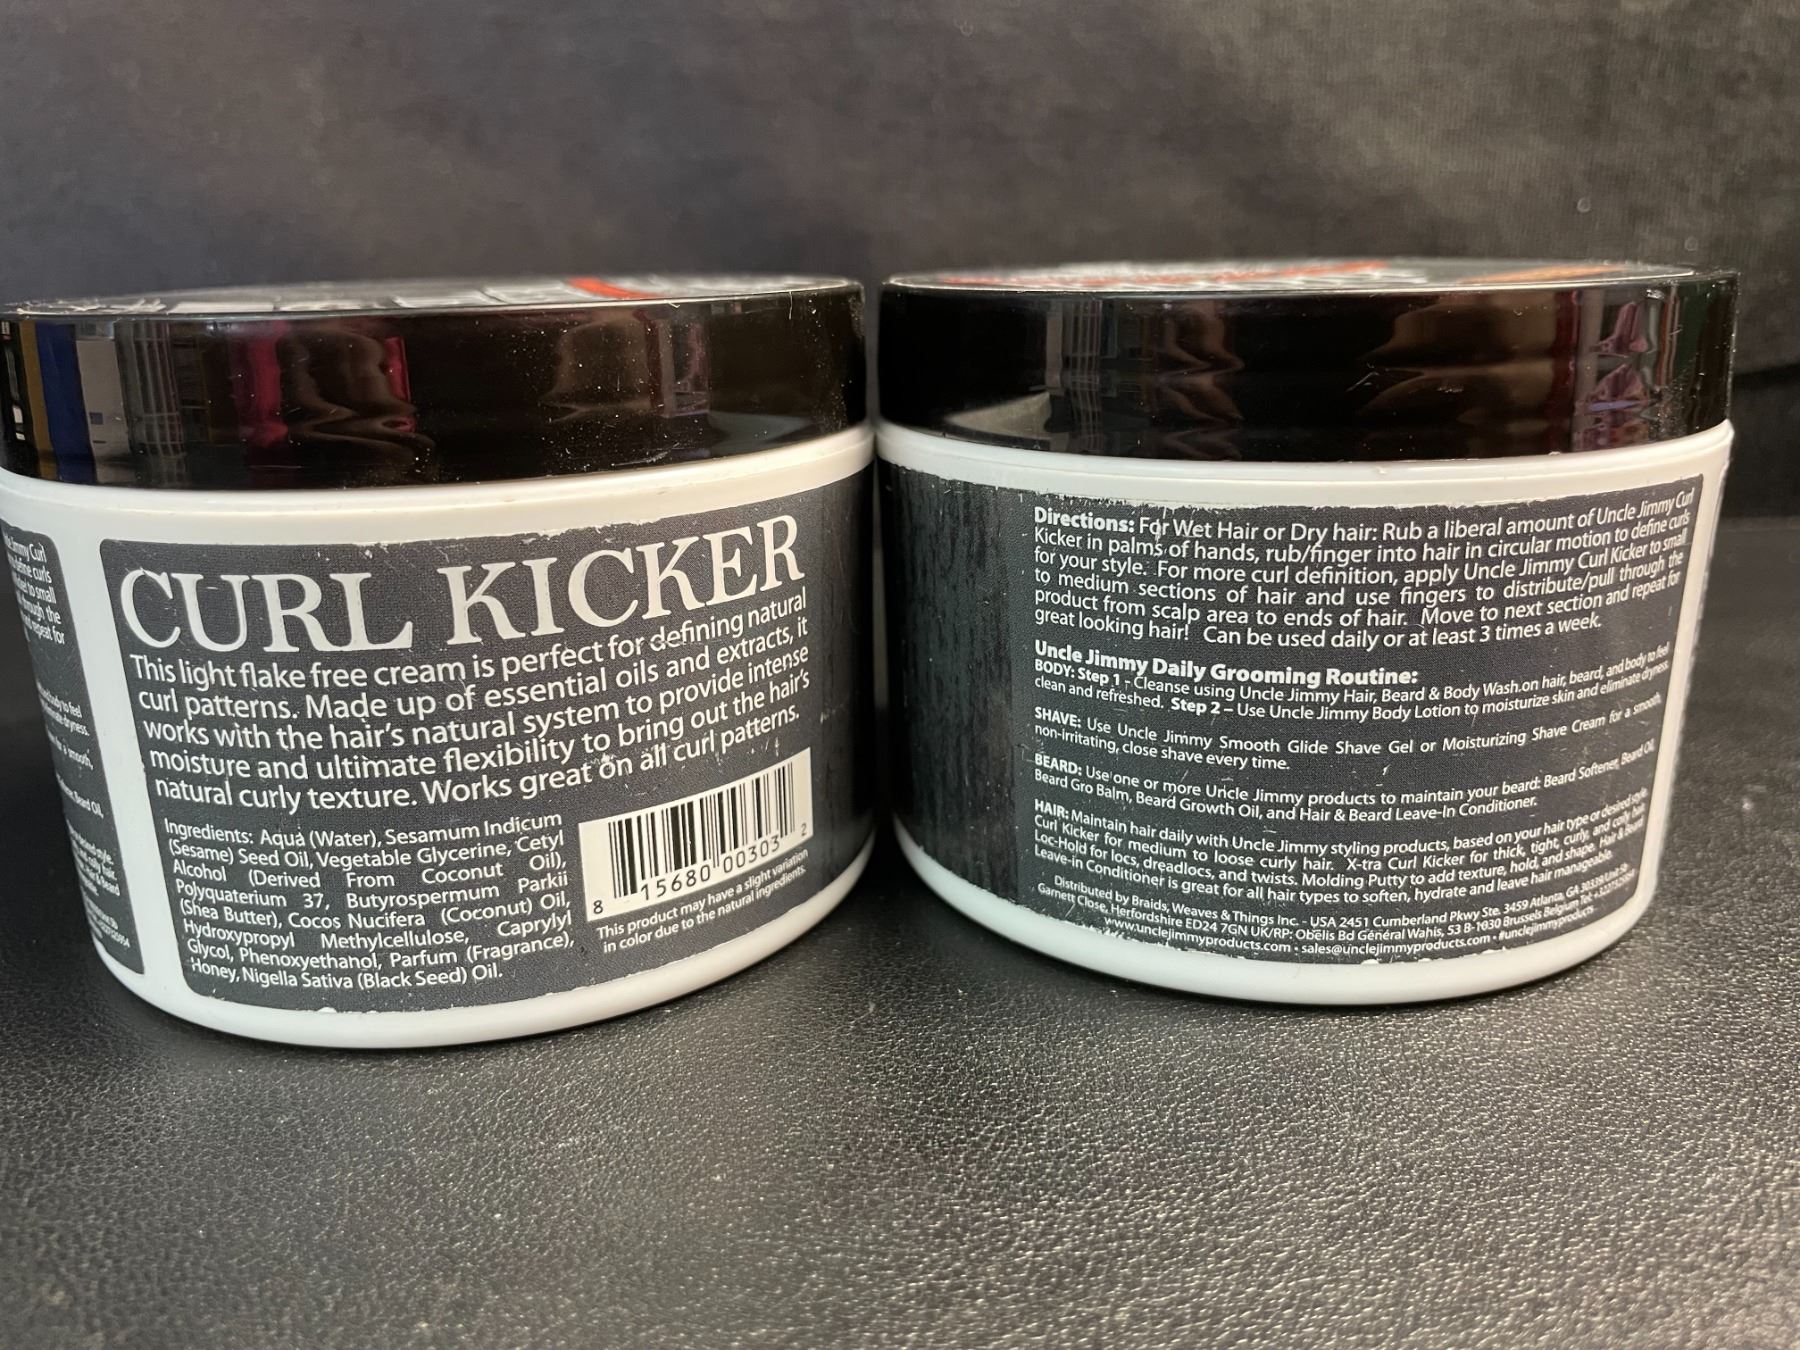 CURL KICKER
This light flake free cream is perfect for defining natural
curl patterns. Made up of essential oils and extracts, it
works with the hair's natural system to provide intense
moisture and ultimate flexibility to bring out the hair's
natural curly texture. Works great on all curl patterns.
Ingredients: Aqua (Water), Sesamum Indicum
(Sesame) Seed Oil, Vegetable Glycerine, Cetyl
Alcohol (Derived From Coconut Oil),
Polyquaterium 37, Butyrospermum Parkii
(Shea Butter), Cocos Nucifera (Coconut) Oil,
Hydroxypropyl Methylcellulose, Caprylyl
Glycol, Phenoxyethanol, Parfum (Fragrance),
Honey, Nigella Sativa (Black Seed) Oil.
8 15680 00303 2
This product may have a slight variation
in color due to the natural ingredients.
Directions: For Wet Hair or Dry hair: Rub a liberal amount of Uncle Jimmy Curl
Kicker in palms of hands, rub/finger into hair in circular motion to define curls
for your style. For more curl definition, apply Uncle Jimmy Curl Kicker to small
to medium sections of hair and use fingers to distribute/pull through the
product from scalp area to ends of hair. Move to next section and repeat for
great looking hair! Can be used daily or at least 3 times a week.
Uncle Jimmy Daily Grooming Routine:
BODY: Step 1 - Cleanse using Uncle Jimmy Hair, Beard & Body Wash on hair, beard, and body to feel
clean and refreshed. Step 2 – Use Uncle Jimmy Body Lotion to moisturize skin and eliminate dryness.
SHAVE: Use Uncle Jimmy Smooth Glide Shave Gel or Moisturizing Shave Cream for a smooth,
non-irritating, close shave every time.
BEARD: Use one or more Uncle Jimmy products to maintain your beard: Beard Softener, Beard Oil,
Beard Gro Balm, Beard Growth Oil, and Hair & Beard Leave-In Conditioner.
HAIR: Maintain hair daily with Uncle Jimmy styling products, based on your hair type or desired style.
Curl Kicker for medium to loose curly hair. X-tra Curl Kicker for thick, tight, curly, and coily hair.
Loc-Hold for locs, dreadlocs, and twists. Molding Putty to add texture, hold, and shape. Hair & Beard
Leave-in Conditioner is great for all hair types to soften, hydrate and leave hair manageable.
Distributed by Braids, Weaves & Things Inc. - USA 2451 Cumberland Pkwy Ste. 3459 Atlanta, GA 30339
Garnett Close, Herfordshire ED24 7GN UK/RP: Obelis Bd Général Wahis, 53 B-1030 Brussels Belgium
www.unclejimmyproducts.com • sales@unclejimmyproducts.com • #unclejimmyproducts